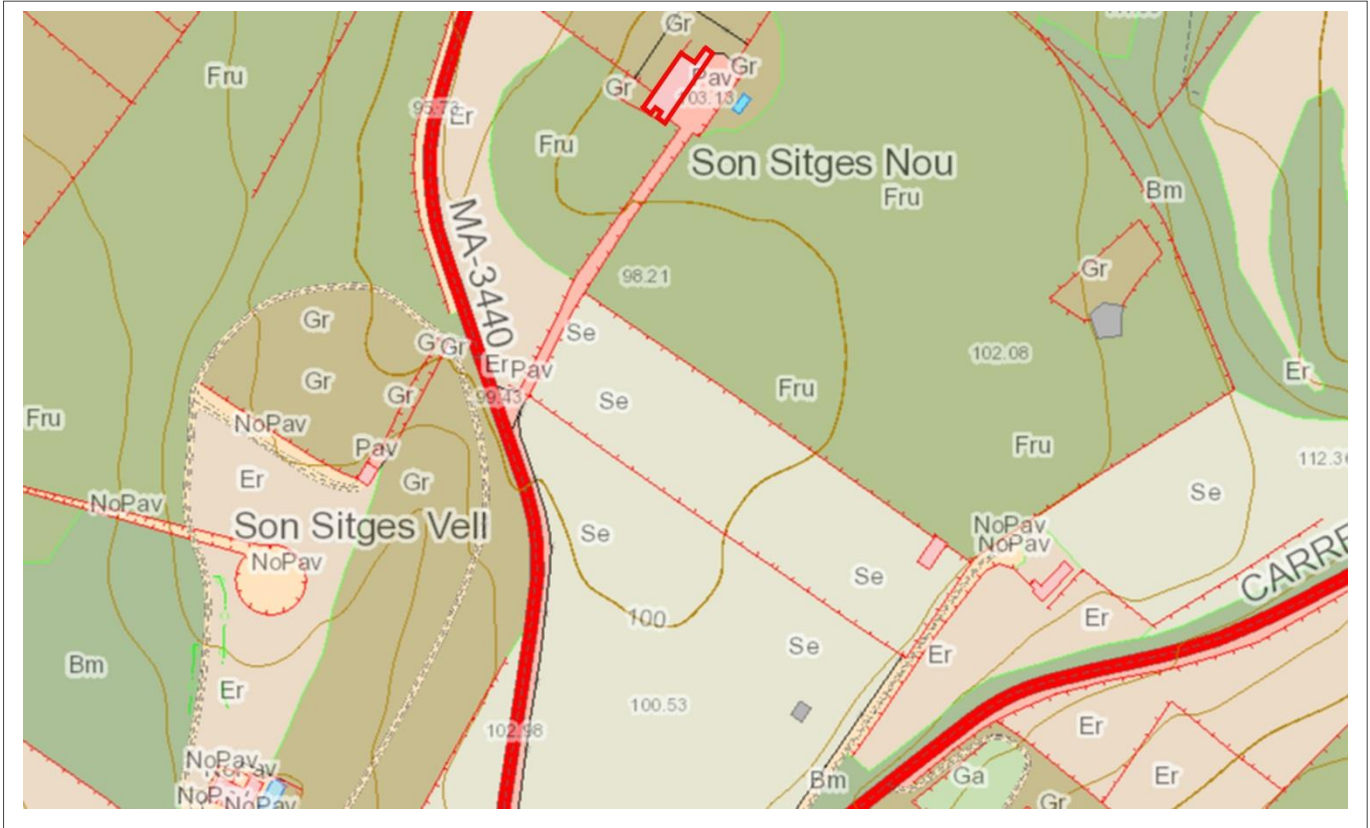 Gr
Fru
Gr
Pav
Gr
103.13
95.73
Er
Fru
Son Sitges Nou
Fru
Bm
MA-3440
Gr
98.21
Gr
Se
G
Gr
102.08
Er
Pav
Er
Gr
Gr
99.43
Se
Fru
Fru
NoPav
Pav
Fru
112.3
Er
Gr
Se
NoPav
Son Sitges Vell
Se
NoPav
NoPav
NoPav
Se
CARRE
100
Er
Se
Er
Bm
Er
100.53
102.98
Er
NoPav
Bm
Ga
Er
NoPav
Gr